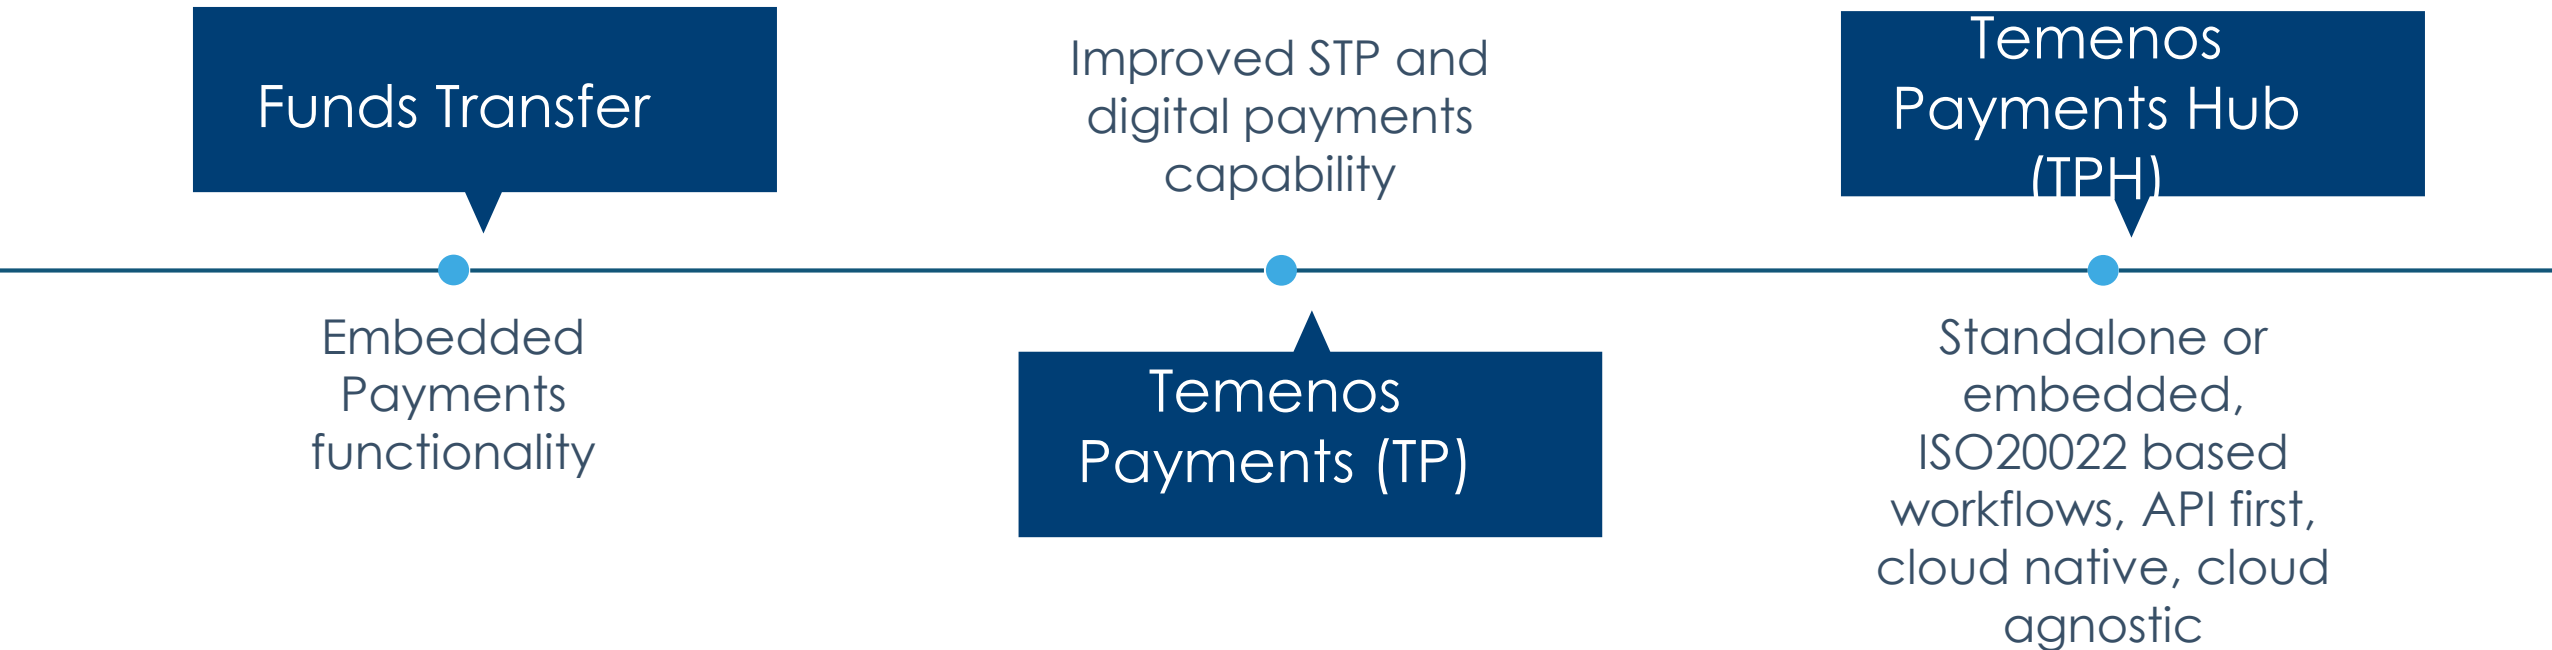 Funds Transfer
Embedded
Payments
functionality
Improved STP and
digital payments
capability
Temenos
Payments (TP)
Temenos
Payments Hub
(TPH)
Standalone or
embedded,
ISO20022 based
workflows, API first,
cloud native, cloud
agnostic